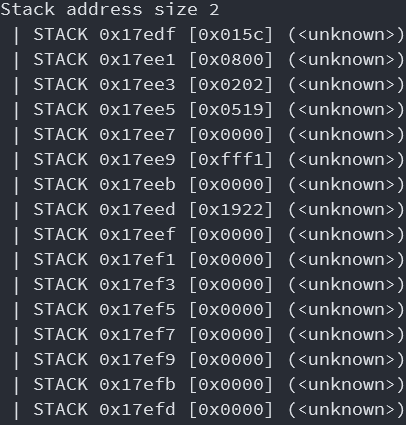 Stack address size 2
| STACK 0x17edf [0x015c] (<unknown>)
| STACK 0x17ee1 [0x0800] (<unknown>)
| STACK 0x17ee3 [0x0202] (<unknown>)
| STACK 0x17ee5 [0x0519] (<unknown>)
| STACK 0x17ee7 [0x0000] (<unknown>)
| STACK 0x17ee9 [0xfff1] (<unknown>)
| STACK 0x17eeb [0x0000] (<unknown>)
| STACK 0x17eed [0x1922] (<unknown>)
| STACK 0x17eef [0x0000] (<unknown>)
| STACK 0x17ef1 [0x0000] (<unknown>)
| STACK 0x17ef3 [0x0000] (<unknown>)
| STACK 0x17ef5 [0x0000] (<unknown>)
| STACK 0x17ef7 [0x0000] (<unknown>)
| STACK 0x17ef9 [0x0000] (<unknown>)
| STACK 0x17efb [0x0000] (<unknown>)
| STACK 0x17efd [0x0000] (<unknown>)